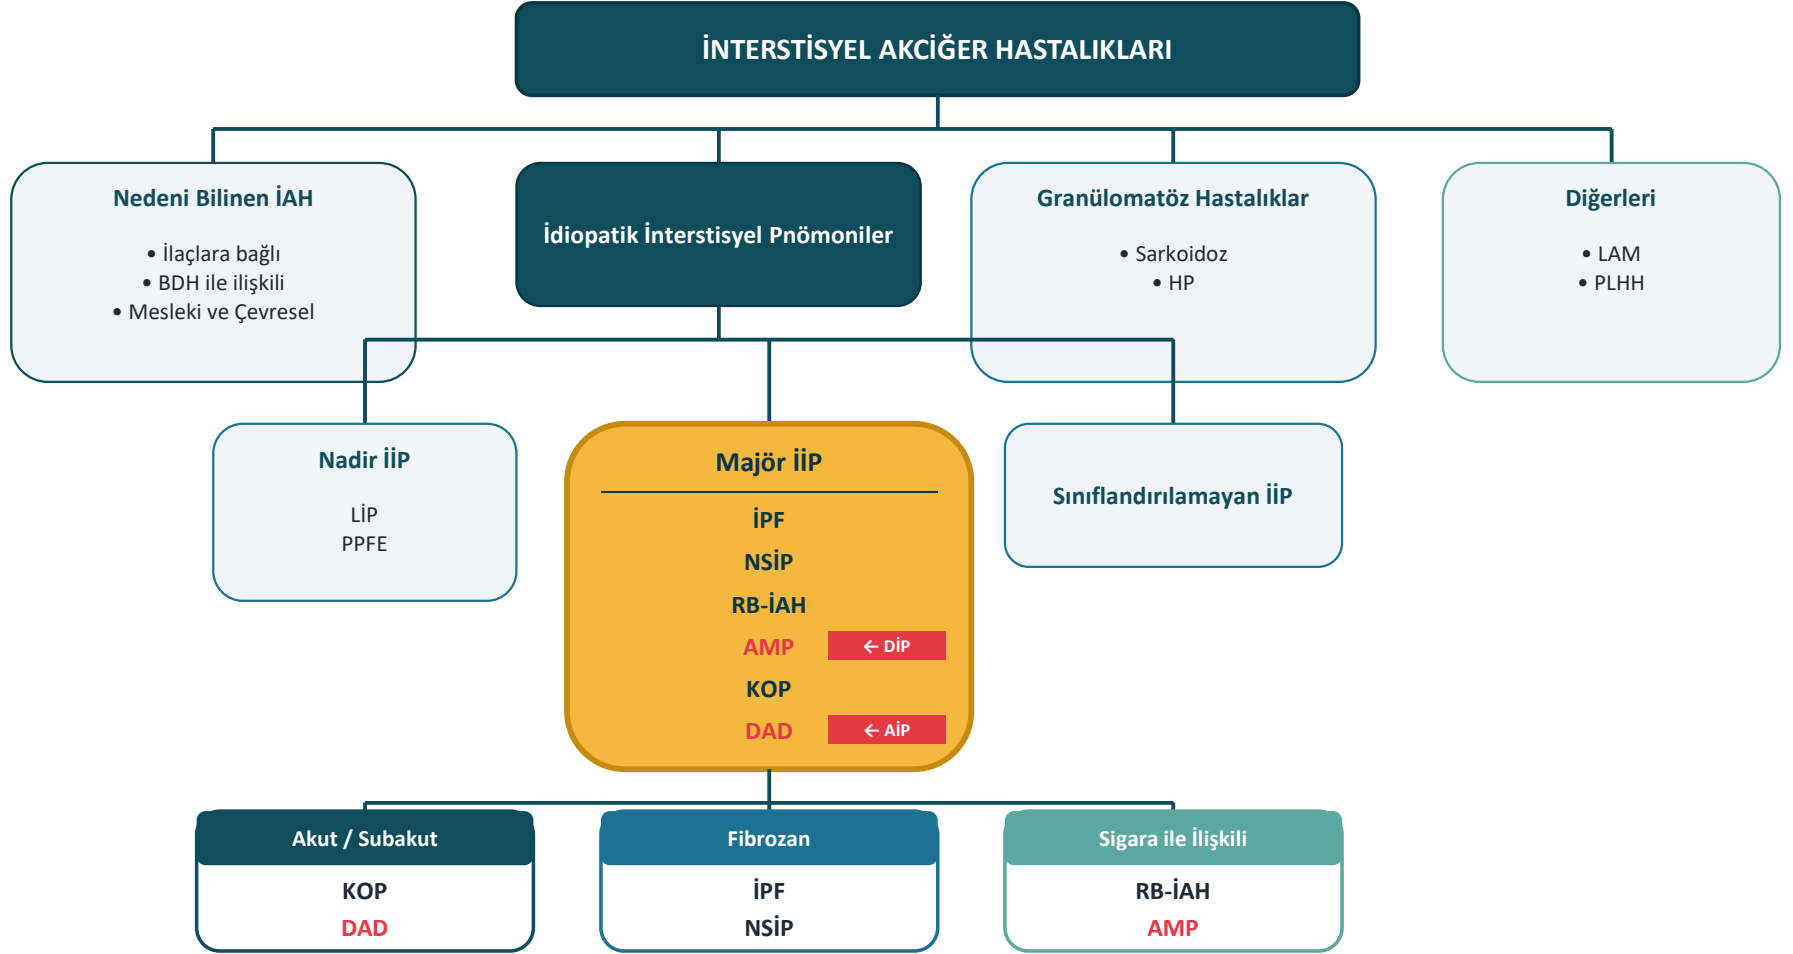 İNTERSTİSYEL AKCİĞER HASTALIKLARI
Nedeni Bilinen İAH
• İlaçlara bağlı
• BDH ile ilişkili
• Mesleki ve Çevresel
İdiopatik İnterstisyel Pnömoniler
Granülomatöz Hastalıklar
• Sarkoidoz
• HP
Diğerleri
• LAM
• PLHH
Nadir İİP
LİP
PPFE
Majör İİP
İPF
NSİP
RB-İAH
AMP ← DİP
KOP
DAD ← AİP
Sınıflandırılamayan İİP
Akut / Subakut
KOP
DAD
Fibrozan
İPF
NSİP
Sigara ile İlişkili
RB-İAH
AMP